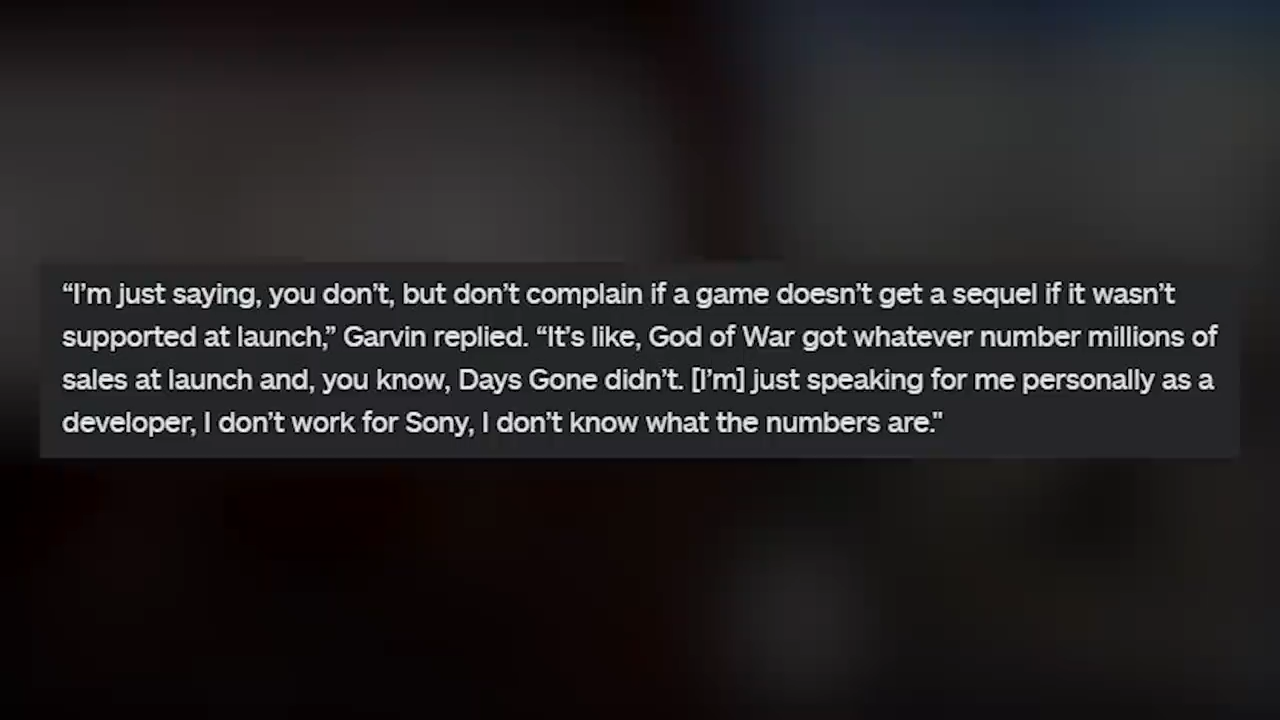 “I’m just saying, you don’t, but don’t complain if a game doesn’t get a sequel if it wasn’t
supported at launch,” Garvin replied. “It’s like, God of War got whatever number millions of
sales at launch and, you know, Days Gone didn’t. [I’m] just speaking for me personally as a
developer, I don’t work for Sony, I don’t know what the numbers are."